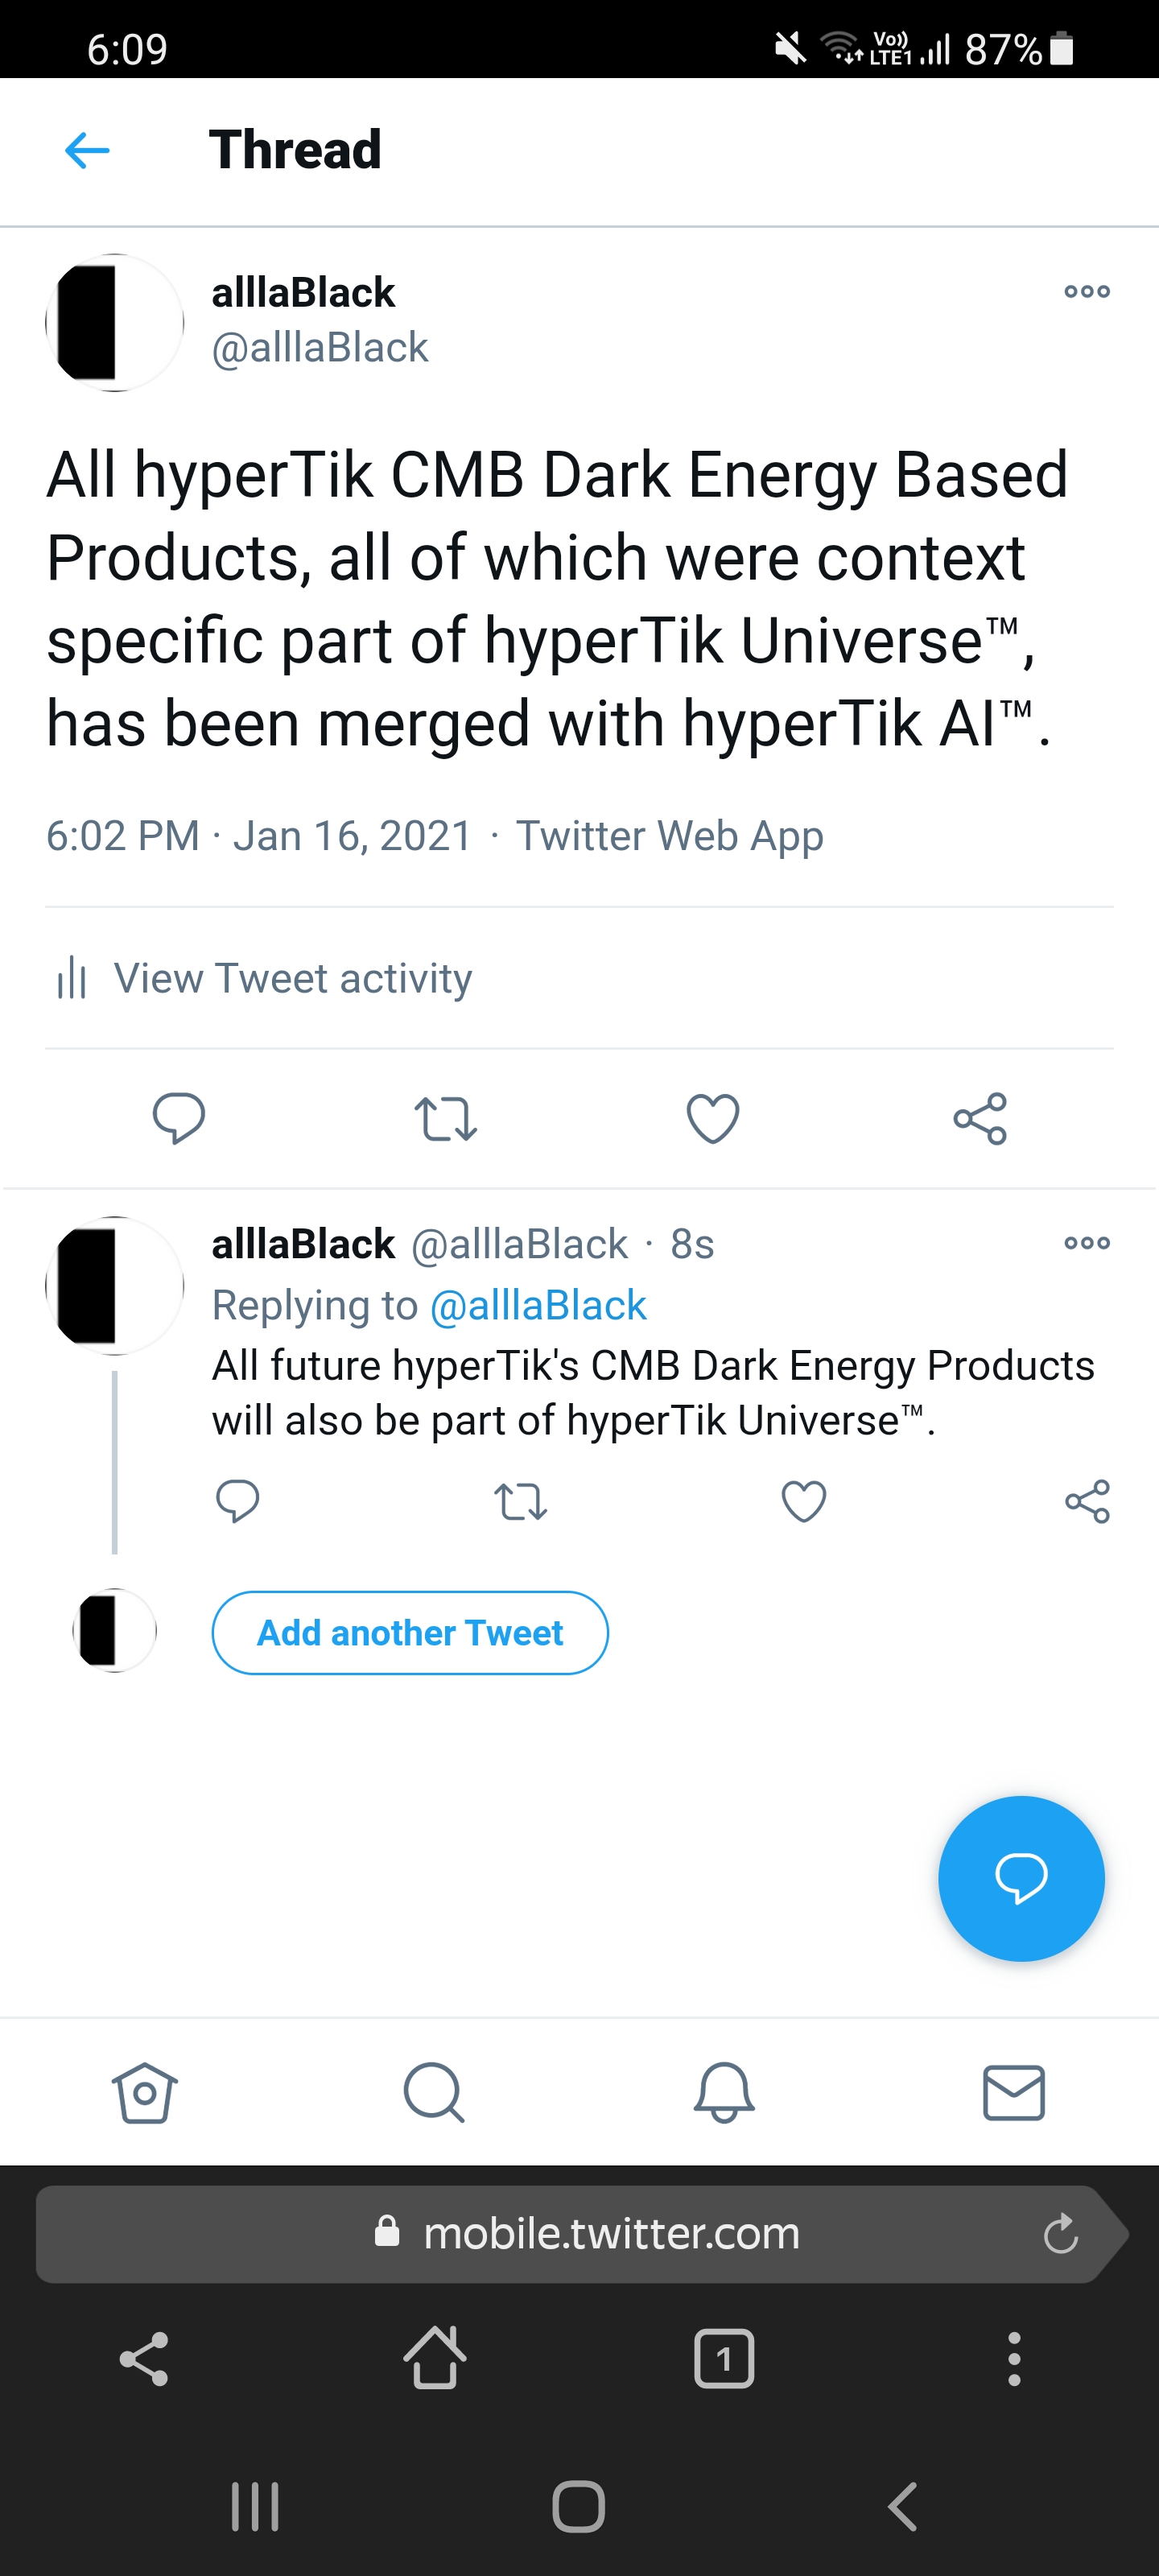 6:09
Vo)) LTE1 87%
Thread
alllaBlack
@alllaBlack
All hyperTik CMB Dark Energy Based
Products, all of which were context
specific part of hyperTik Universe™,
has been merged with hyperTik AI™.
6:02 PM · Jan 16, 2021 · Twitter Web App
View Tweet activity
alllaBlack @alllaBlack · 8s
Replying to @alllaBlack
All future hyperTik's CMB Dark Energy Products
will also be part of hyperTik Universe™.
Add another Tweet
mobile.twitter.com
1